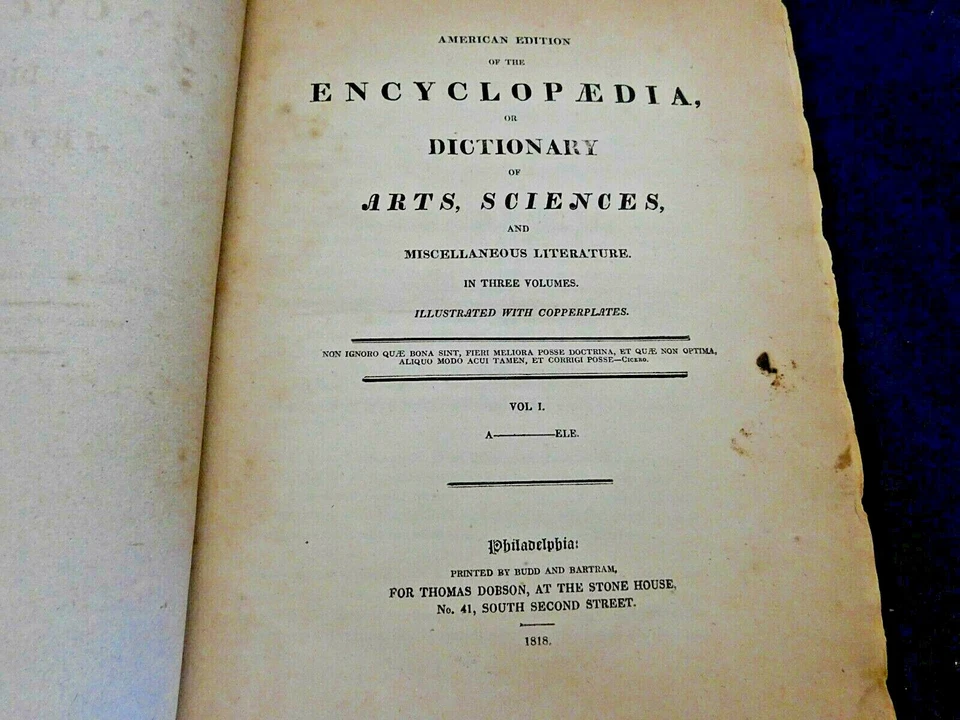 AMERICAN EDITION
OF THE
ENCYCLOPÆDIA,
OR
DICTIONARY
OF
ARTS, SCIENCES,
AND
MISCELLANEOUS LITERATURE.
IN THREE VOLUMES.
ILLUSTRATED WITH COPPERPLATES.
NON IGNORO QUÆ BONA SINT, FIERI MELIORA POSSE DOCTRINA, ET QUÆ NON OPTIMA,
ALIQUO MODO ACUI TAMEN, ET CORRIGI POSSE—CICERO.
VOL I.
A————ELE.
Philadelphia:
PRINTED BY BUDD AND BARTRAM,
FOR THOMAS DOBSON, AT THE STONE HOUSE,
No. 41, SOUTH SECOND STREET.
1818.